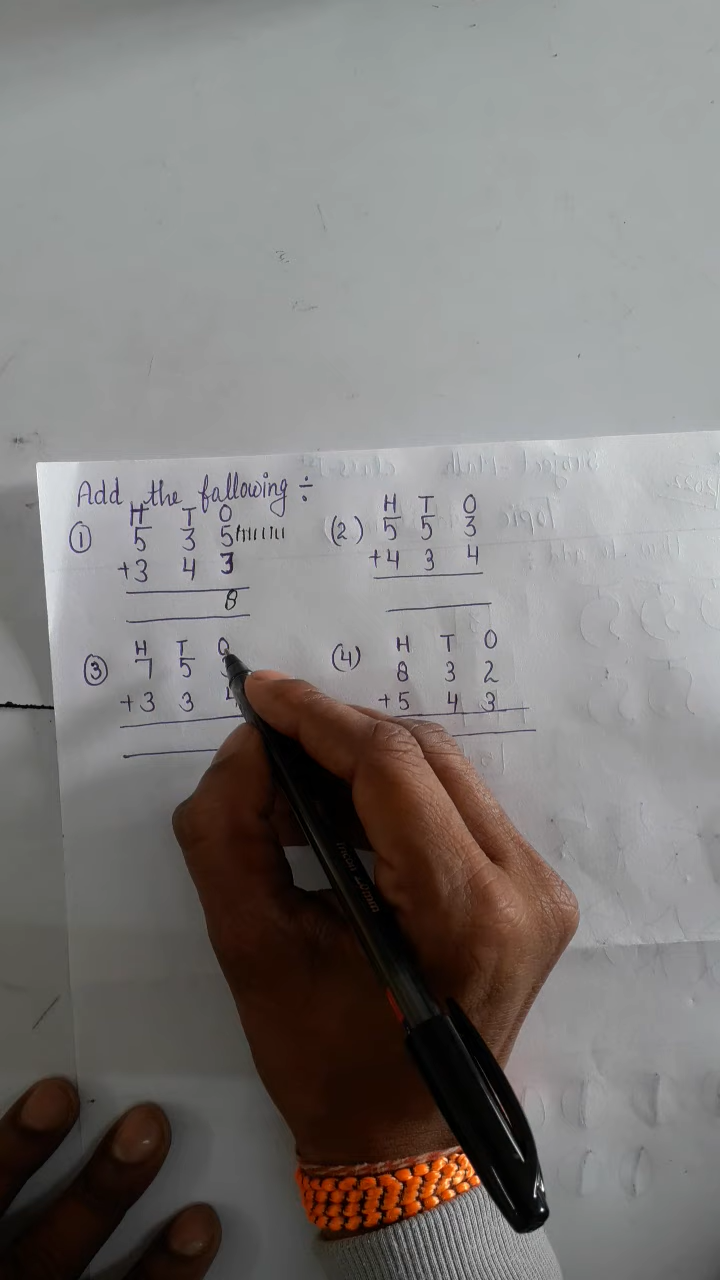 Add the fallowing ÷
① H T O
5 3 5
+3 4 3
8
(2) H T O
5 5 3
+4 3 4
③ H T O
7 5
+3 3 4
(4) H T O
8 3 2
+5 4 3